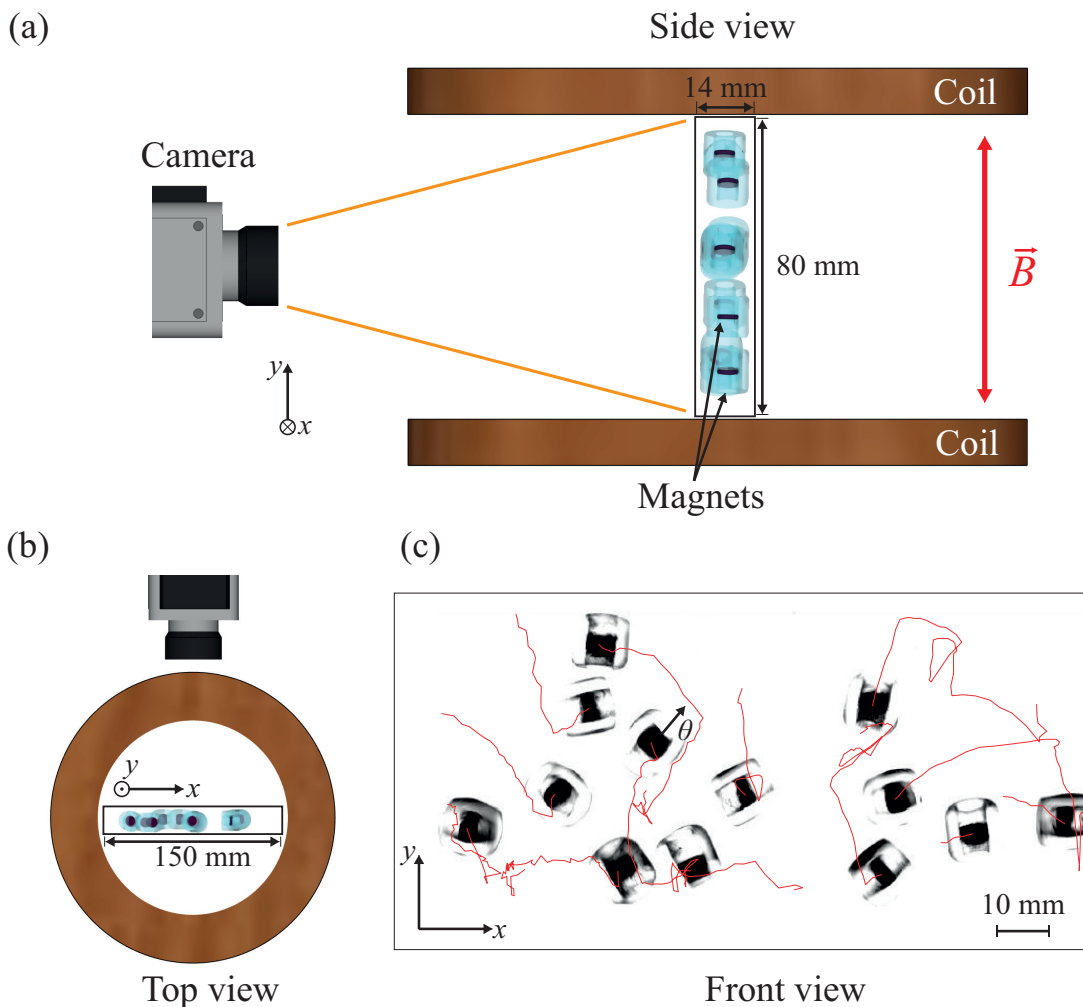 (a)
Side view
14 mm
Coil
Camera
80 mm
B
y
x
Coil
Magnets
(b)
(c)
θ
y
x
150 mm
y
x
10 mm
Top view
Front view